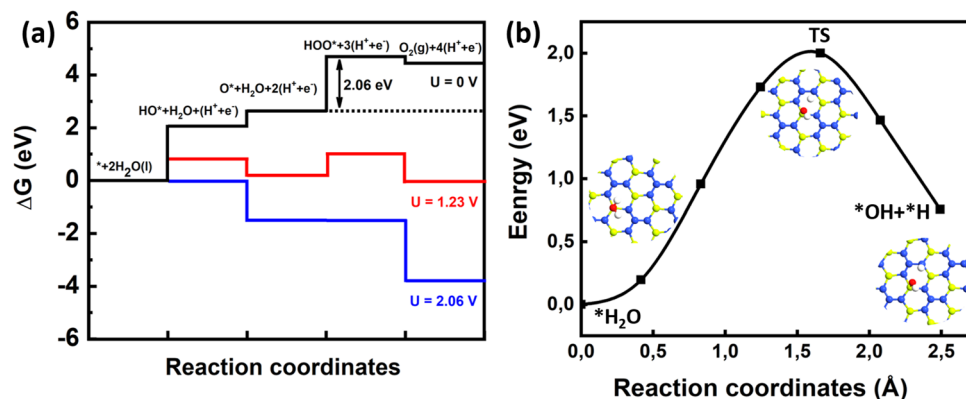 (a)
ΔG (eV)
6
4
2
0
-2
-4
-6
*+2H₂O(l)
HO*+H₂O+(H⁺+e⁻)
O*+H₂O+2(H⁺+e⁻)
HOO*+3(H⁺+e⁻)
O₂(g)+4(H⁺+e⁻)
2.06 eV
U = 0 V
U = 1.23 V
U = 2.06 V
Reaction coordinates
(b)
Eenrgy (eV)
2,0
1,5
1,0
0,5
0,0
TS
*H₂O
*OH+*H
0,0 0,5 1,0 1,5 2,0 2,5
Reaction coordinates (Å)